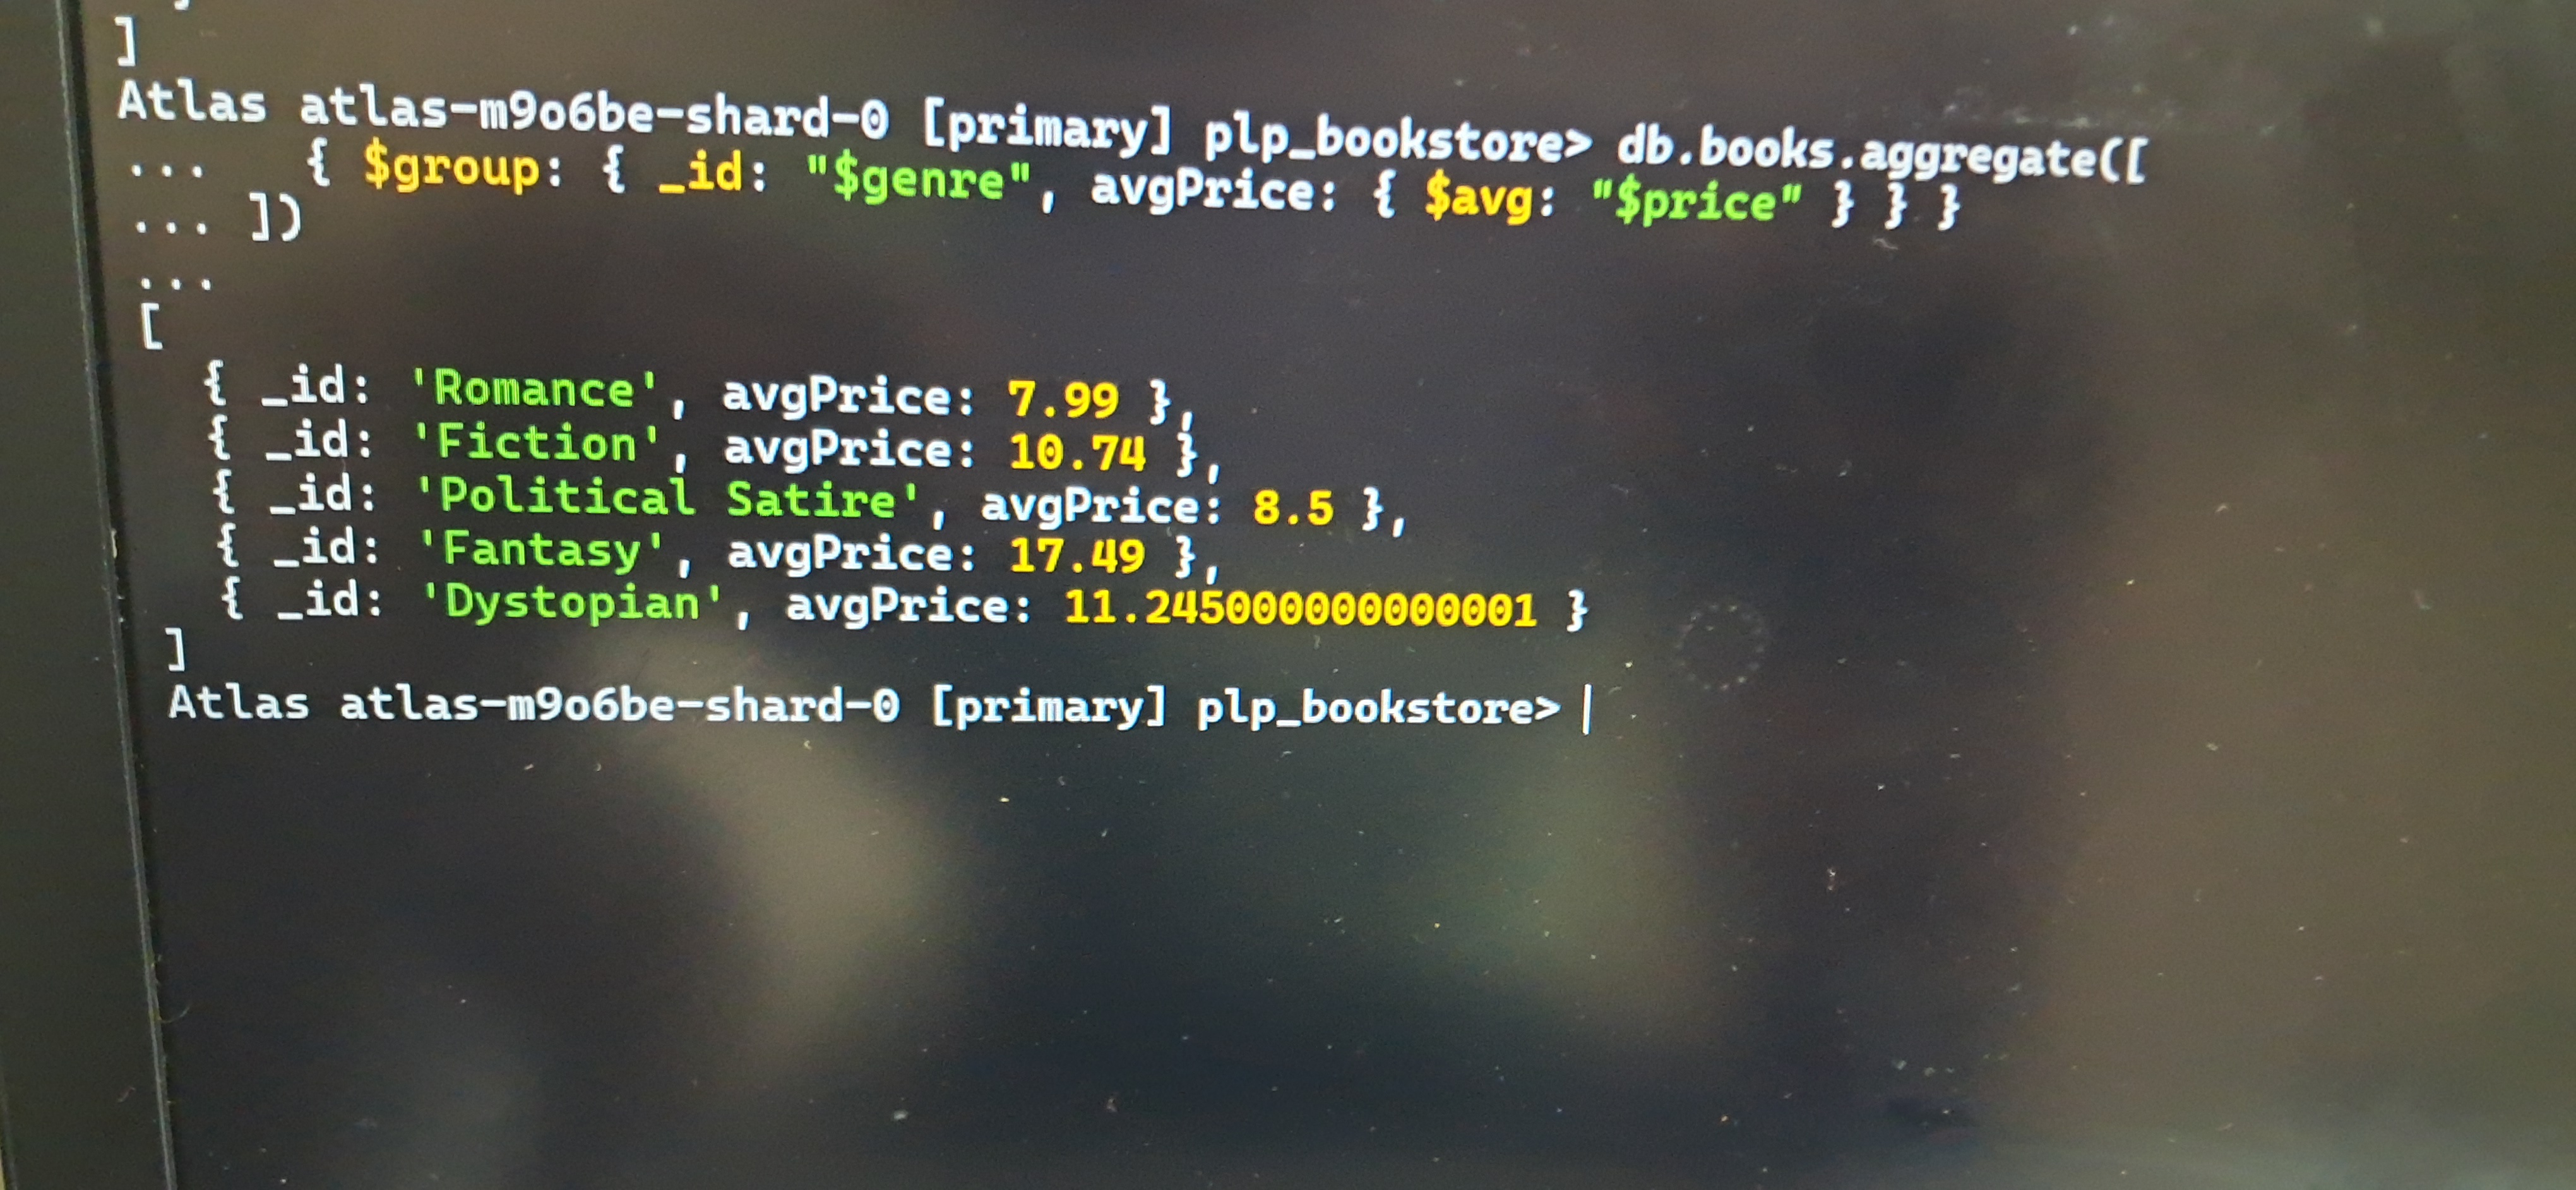 ]
Atlas atlas-m9o6be-shard-0 [primary] plp_bookstore> db.books.aggregate([
...    { $group: { _id: "$genre", avgPrice: { $avg: "$price" } } }
... ])
...
[
  { _id: 'Romance', avgPrice: 7.99 },
  { _id: 'Fiction', avgPrice: 10.74 },
  { _id: 'Political Satire', avgPrice: 8.5 },
  { _id: 'Fantasy', avgPrice: 17.49 },
  { _id: 'Dystopian', avgPrice: 11.245000000000001 }
]
Atlas atlas-m9o6be-shard-0 [primary] plp_bookstore>